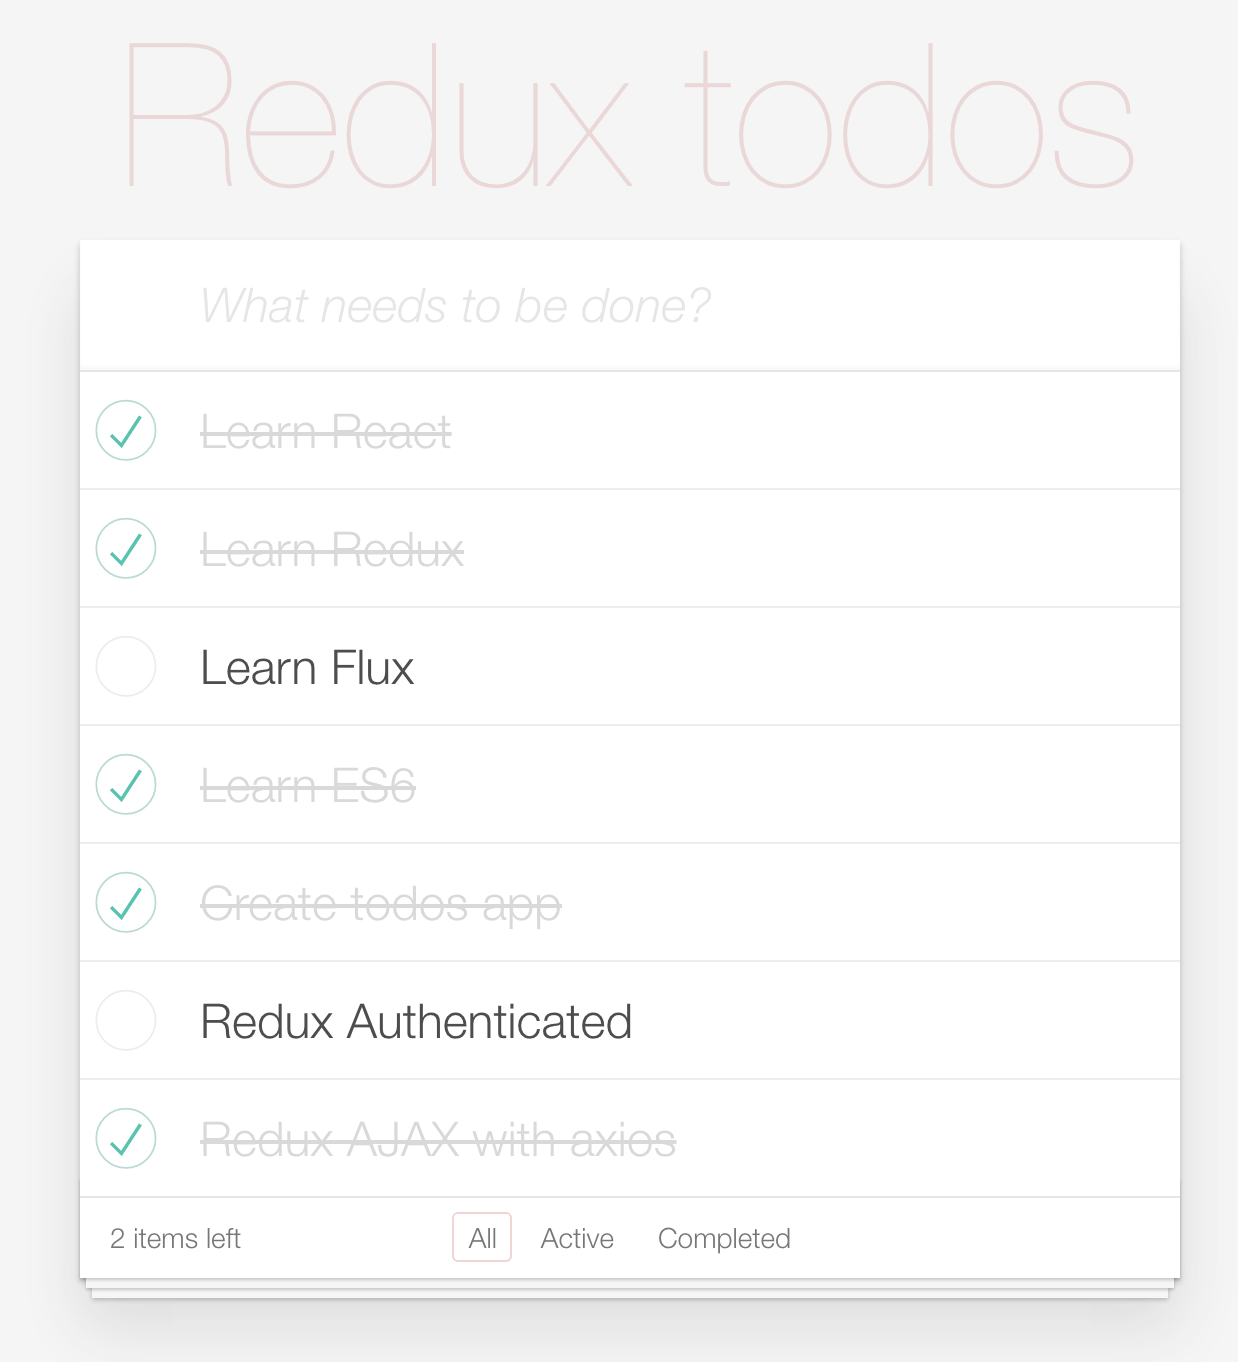 Redux todos
What needs to be done?
Learn React
Learn Redux
Learn Flux
Learn ES6
Create todos app
Redux Authenticated
Redux AJAX with axios
2 items left All Active Completed